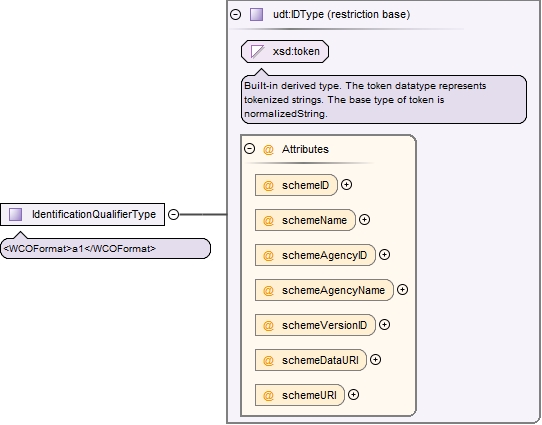 udt:IDType (restriction base)
xsd:token
Built-in derived type. The token datatype represents
tokenized strings. The base type of token is
normalizedString.
@ Attributes
@ schemeID
@ schemeName
@ schemeAgencyID
@ schemeAgencyName
@ schemeVersionID
@ schemeDataURI
@ schemeURI
IdentificationQualifierType
<WCOFormat>a1</WCOFormat>